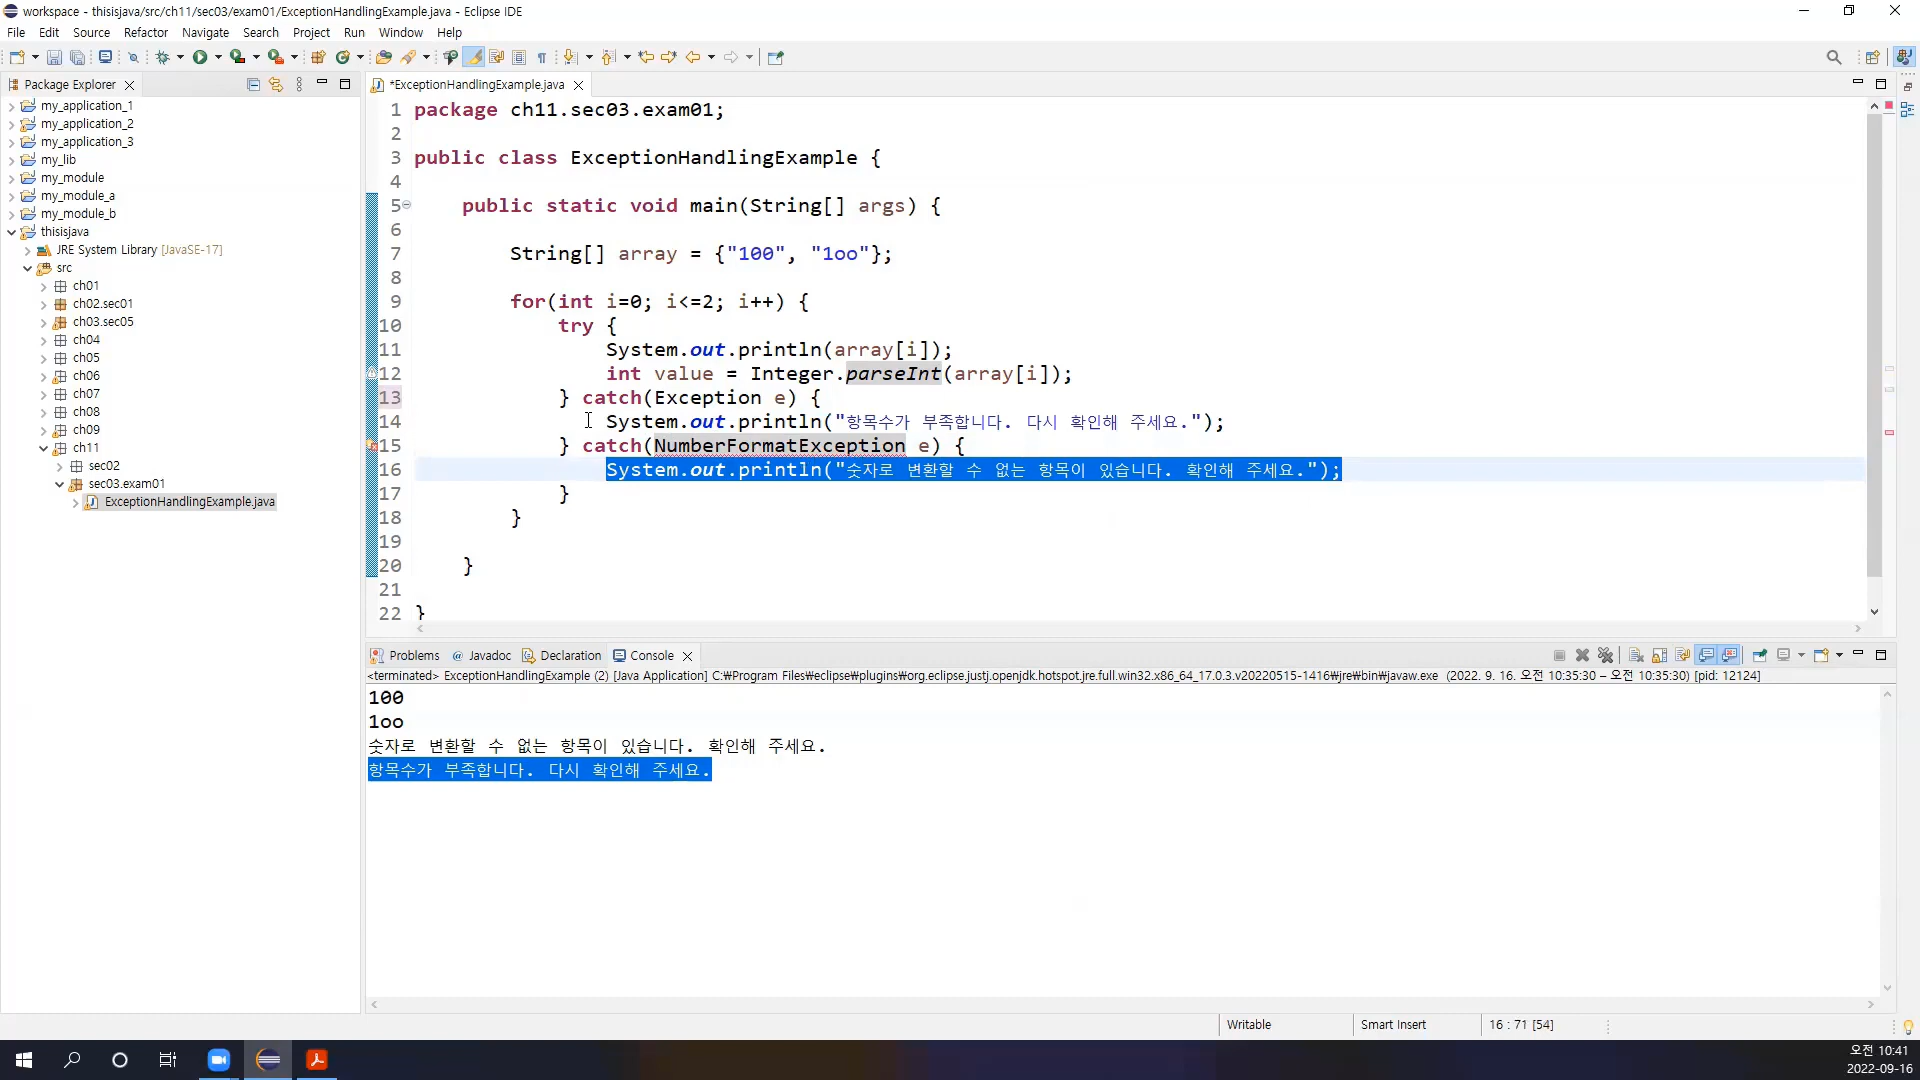 workspace - thisisjava/src/ch11/sec03/exam01/ExceptionHandlingExample.java - Eclipse IDE
File Edit Source Refactor Navigate Search Project Run Window Help
Package Explorer
my_application_1
my_application_2
my_application_3
my_lib
my_module
my_module_a
my_module_b
thisisjava
JRE System Library [JavaSE-17]
src
ch01
ch02.sec01
ch03.sec05
ch04
ch05
ch06
ch07
ch08
ch09
ch11
sec02
sec03.exam01
ExceptionHandlingExample.java
*ExceptionHandlingExample.java
1 package ch11.sec03.exam01;
2
3 public class ExceptionHandlingExample {
4
5 public static void main(String[] args) {
6
7 String[] array = {"100", "1oo"};
8
9 for(int i=0; i<=2; i++) {
10 try {
11 System.out.println(array[i]);
12 int value = Integer.parseInt(array[i]);
13 } catch(Exception e) {
14 System.out.println("항목수가 부족합니다. 다시 확인해 주세요.");
15 } catch(NumberFormatException e) {
16 System.out.println("숫자로 변환할 수 없는 항목이 있습니다. 확인해 주세요.");
17 }
18 }
19
20 }
21
22 }
Problems Javadoc Declaration Console
<terminated> ExceptionHandlingExample (2) [Java Application] C:₩Program Files₩eclipse₩plugins₩org.eclipse.justj.openjdk.hotspot.jre.full.win32.x86_64_17.0.3.v20220515-1416₩jre₩bin₩javaw.exe (2022. 9. 16. 오전 10:35:30 – 오전 10:35:30) [pid: 12124]
100
1oo
숫자로 변환할 수 없는 항목이 있습니다. 확인해 주세요.
항목수가 부족합니다. 다시 확인해 주세요.
Writable Smart Insert 16 : 71 [54]
오전 10:41
2022-09-16